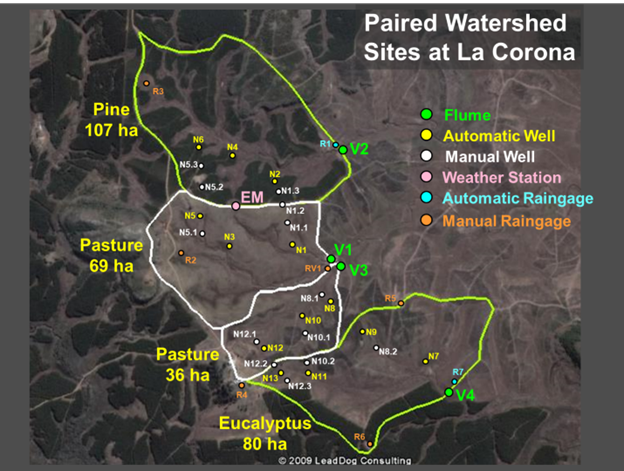 Paired Watershed
Sites at La Corona
R3
Pine
107 ha
Flume
Automatic Well
Manual Well
Weather Station
Automatic Raingage
Manual Raingage
R1
V2
N6
N4
N5.3
N2
N5.2
N1.3
EM
N1.2
N5
N1.1
N5.1
N3
N1
V1
Pasture
69 ha
R2
RV1
V3
N8.1
N8
R5
N10
N9
N12.1
N10.1
N12
N8.2
Pasture
36 ha
N12.2
N10.2
N7
N13
N11
R7
N12.3
R4
V4
Eucalyptus
80 ha
R6
© 2009 LeadDog Consulting